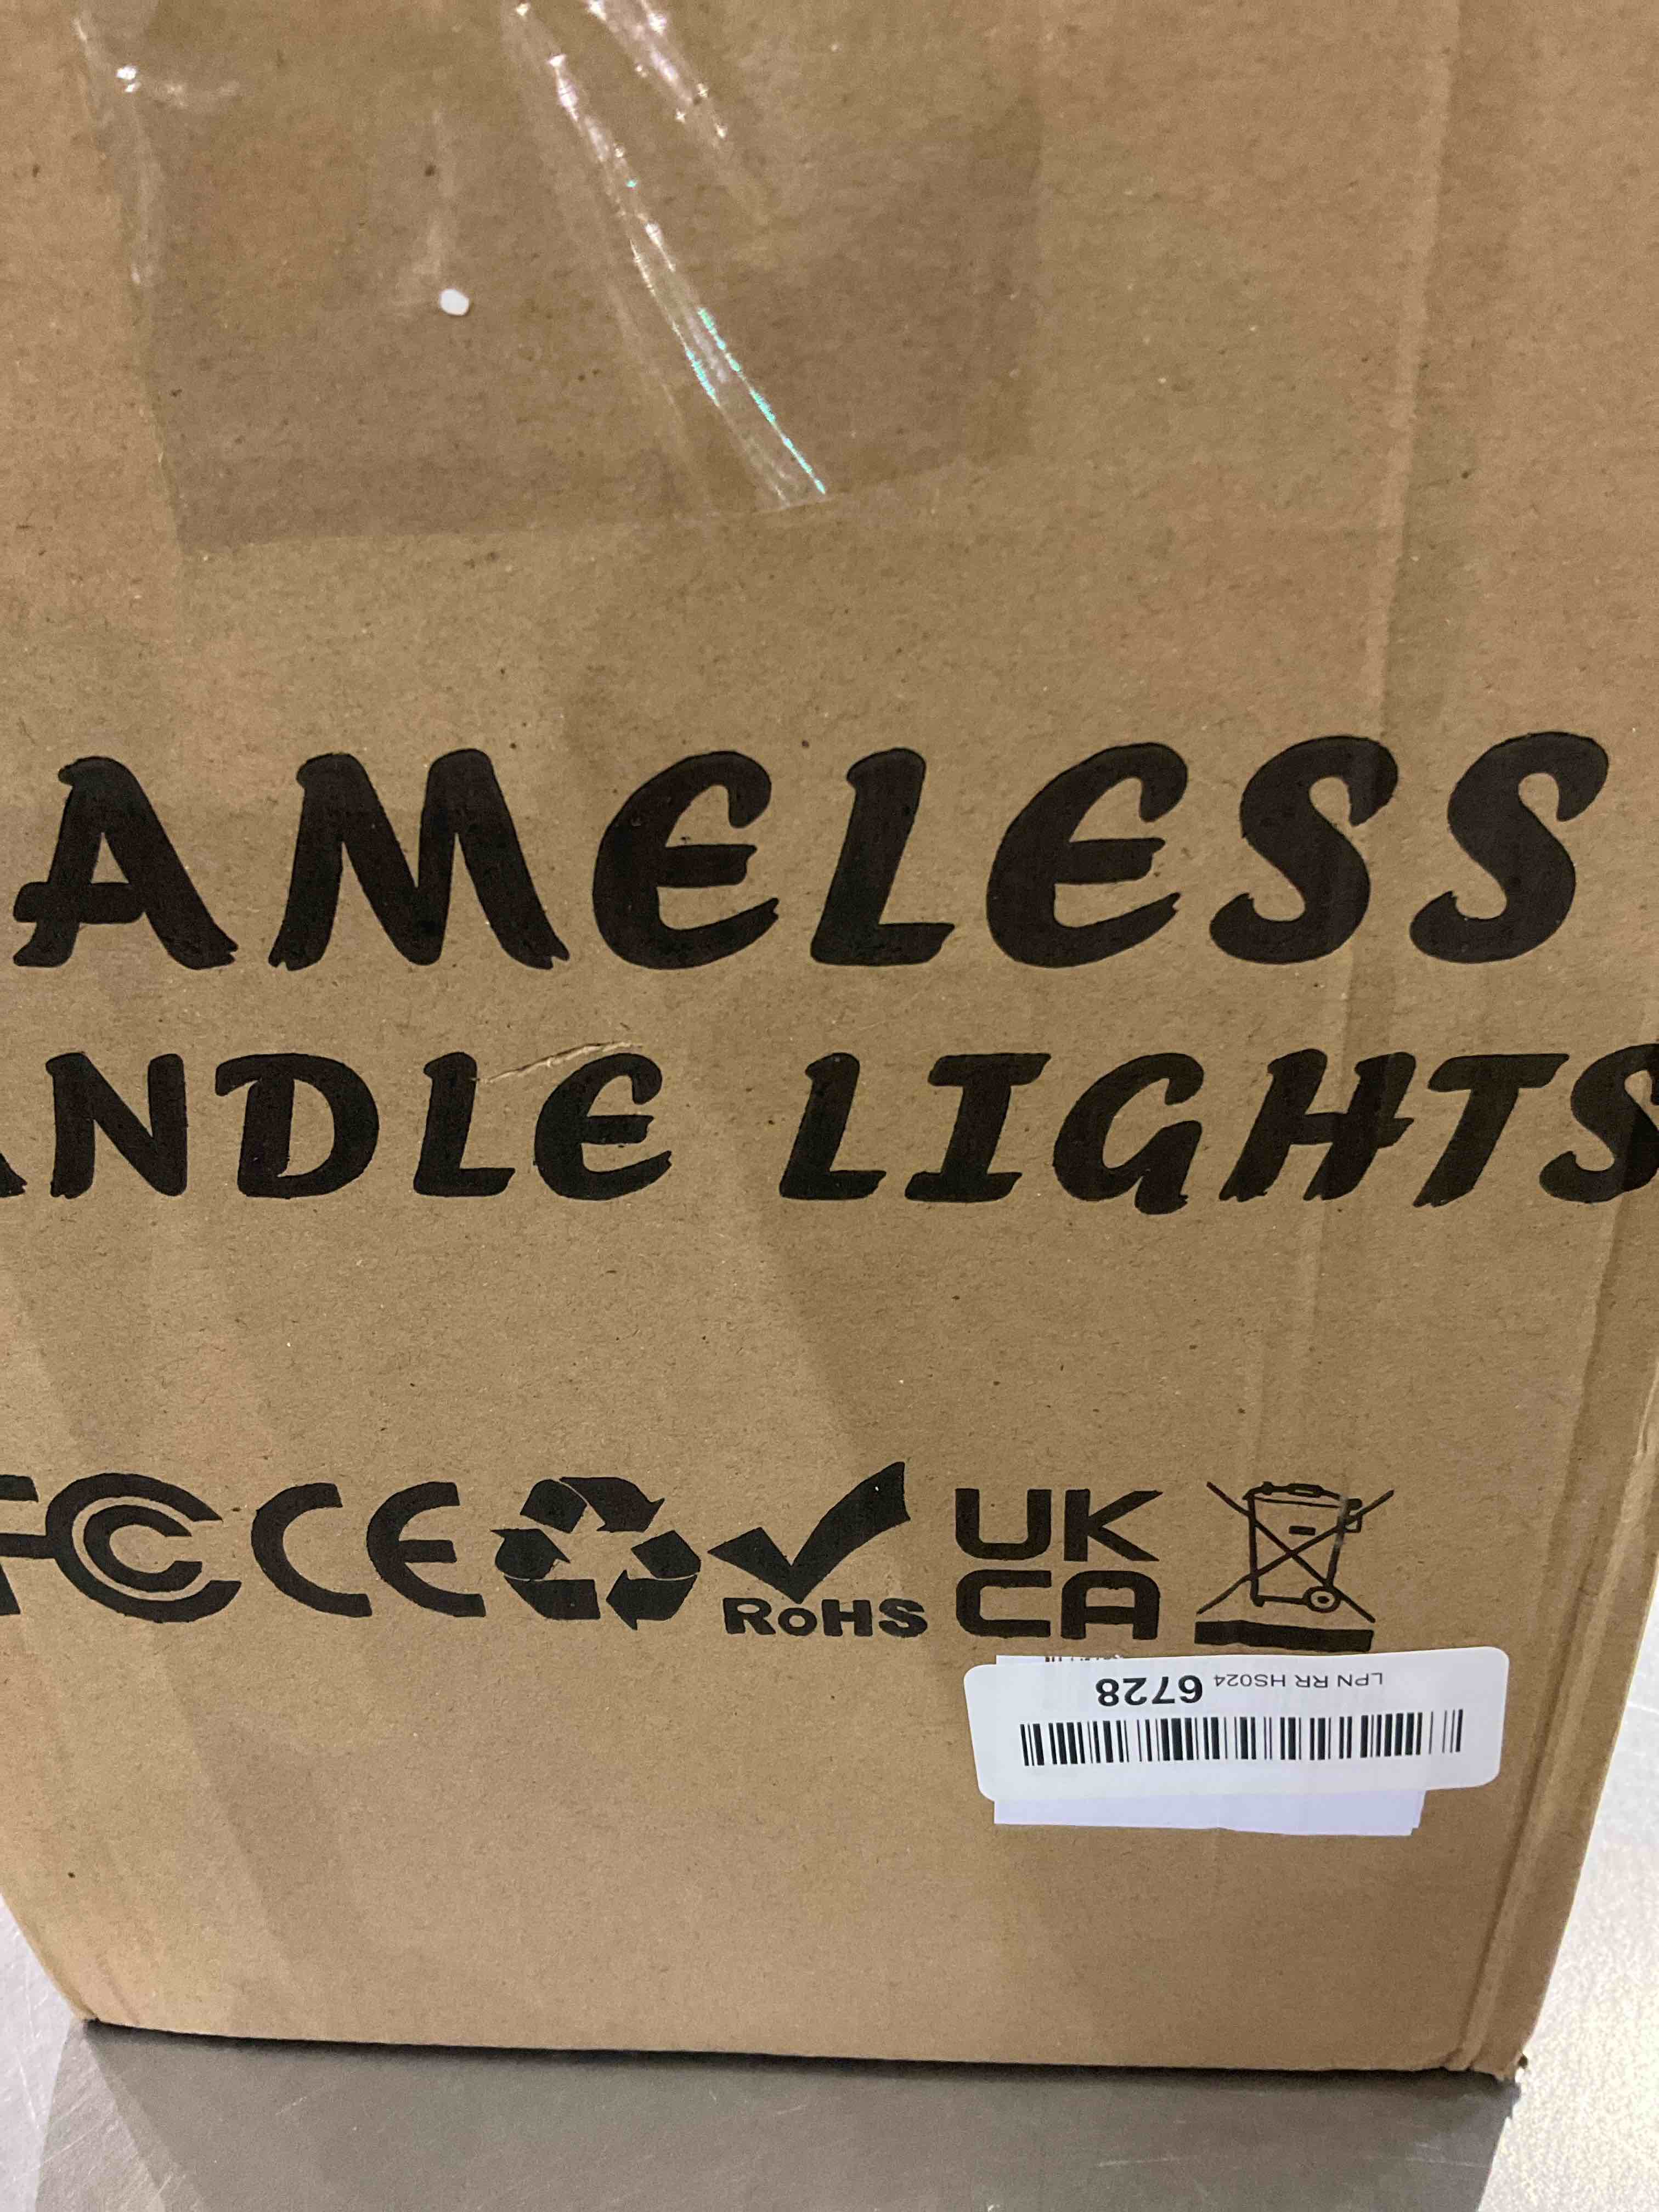 AMELESS
ANDLE LIGHTS
FC CE RoHS UK
CA
LPN RR HS024 6728